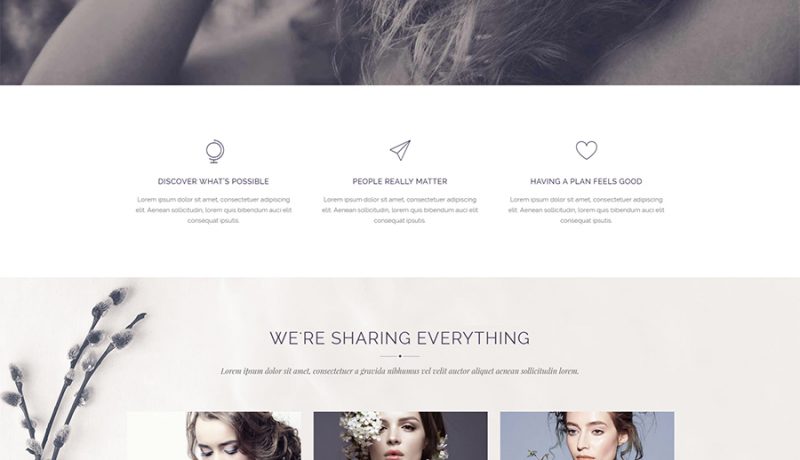 DISCOVER WHAT'S POSSIBLE
Lorem ipsum dolor sit amet, consectetuer adipiscing
elit. Aenean sollicitudin, lorem quis bibendum auci elit
consequat ipsutis.
PEOPLE REALLY MATTER
Lorem ipsum dolor sit amet, consectetuer adipiscing
elit. Aenean sollicitudin, lorem quis bibendum auci elit
consequat ipsutis.
HAVING A PLAN FEELS GOOD
Lorem ipsum dolor sit amet, consectetuer adipiscing
elit. Aenean sollicitudin, lorem quis bibendum auci elit
consequat ipsutis.
WE'RE SHARING EVERYTHING
Lorem ipsum dolor sit amet, consectetuer a gravida nibhumus vel velit auctor aliquet aenean sollicitudin lorem.